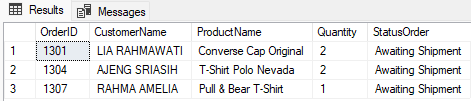 Results Messages
OrderID CustomerName ProductName Quantity StatusOrder
1 1301 LIA RAHMAWATI Converse Cap Original 2 Awaiting Shipment
2 1304 AJENG SRIASIH T-Shirt Polo Nevada 2 Awaiting Shipment
3 1307 RAHMA AMELIA Pull & Bear T-Shirt 1 Awaiting Shipment